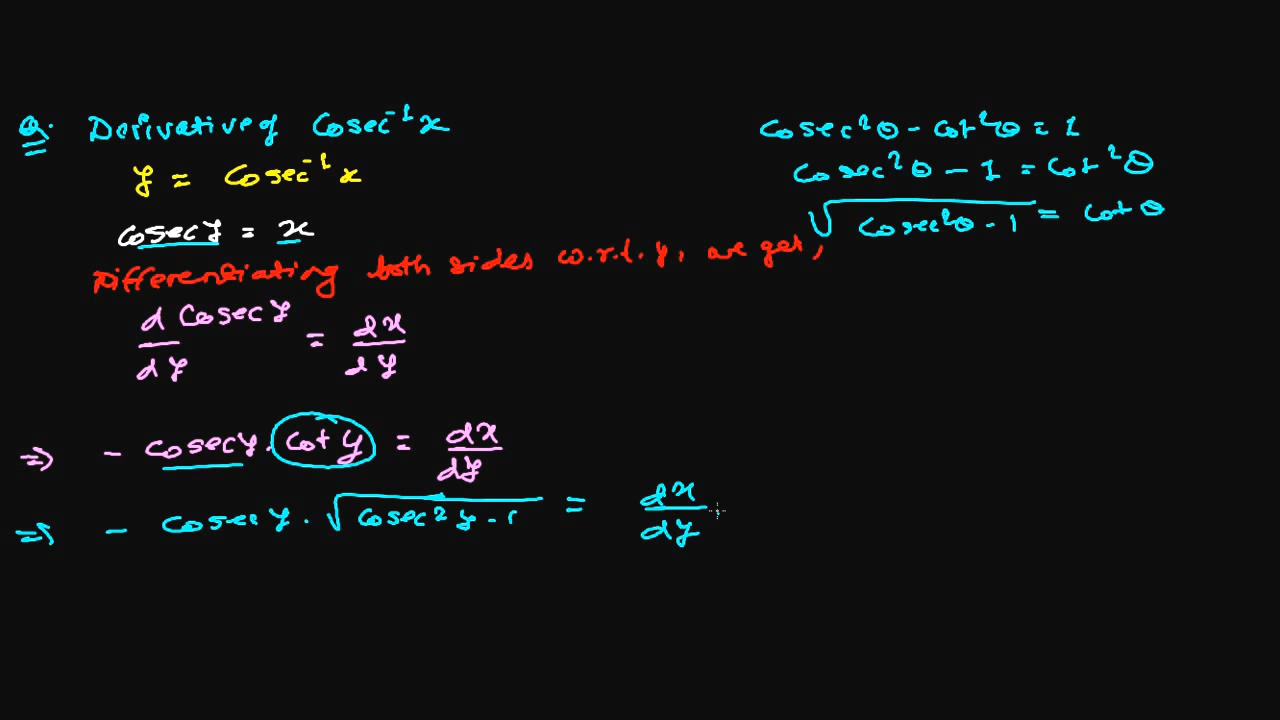 Q. Derivative of Cosec⁻¹x
y = Cosec⁻¹x
cosec y = x
Differentiating both sides w.r.t. y, we get,
d Cosec y / dy = dx / dy
⇒ - cosec y . cot y = dx / dy
⇒ - cosec y . √(cosec² y - 1) = dx / dy
cosec²θ - cot²θ = 1
cosec²θ - 1 = cot²θ
√(cosec²θ - 1) = cot θ